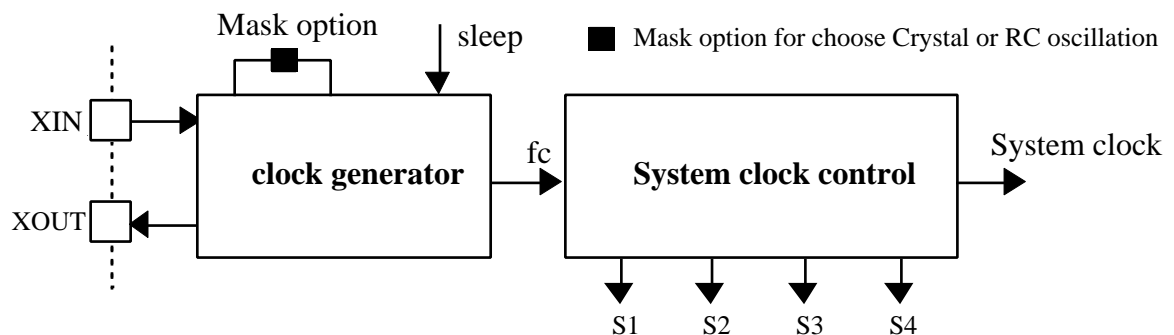 Mask option
sleep
Mask option for choose Crystal or RC oscillation
XIN
XOUT
clock generator
fc
System clock control
System clock
S1
S2
S3
S4